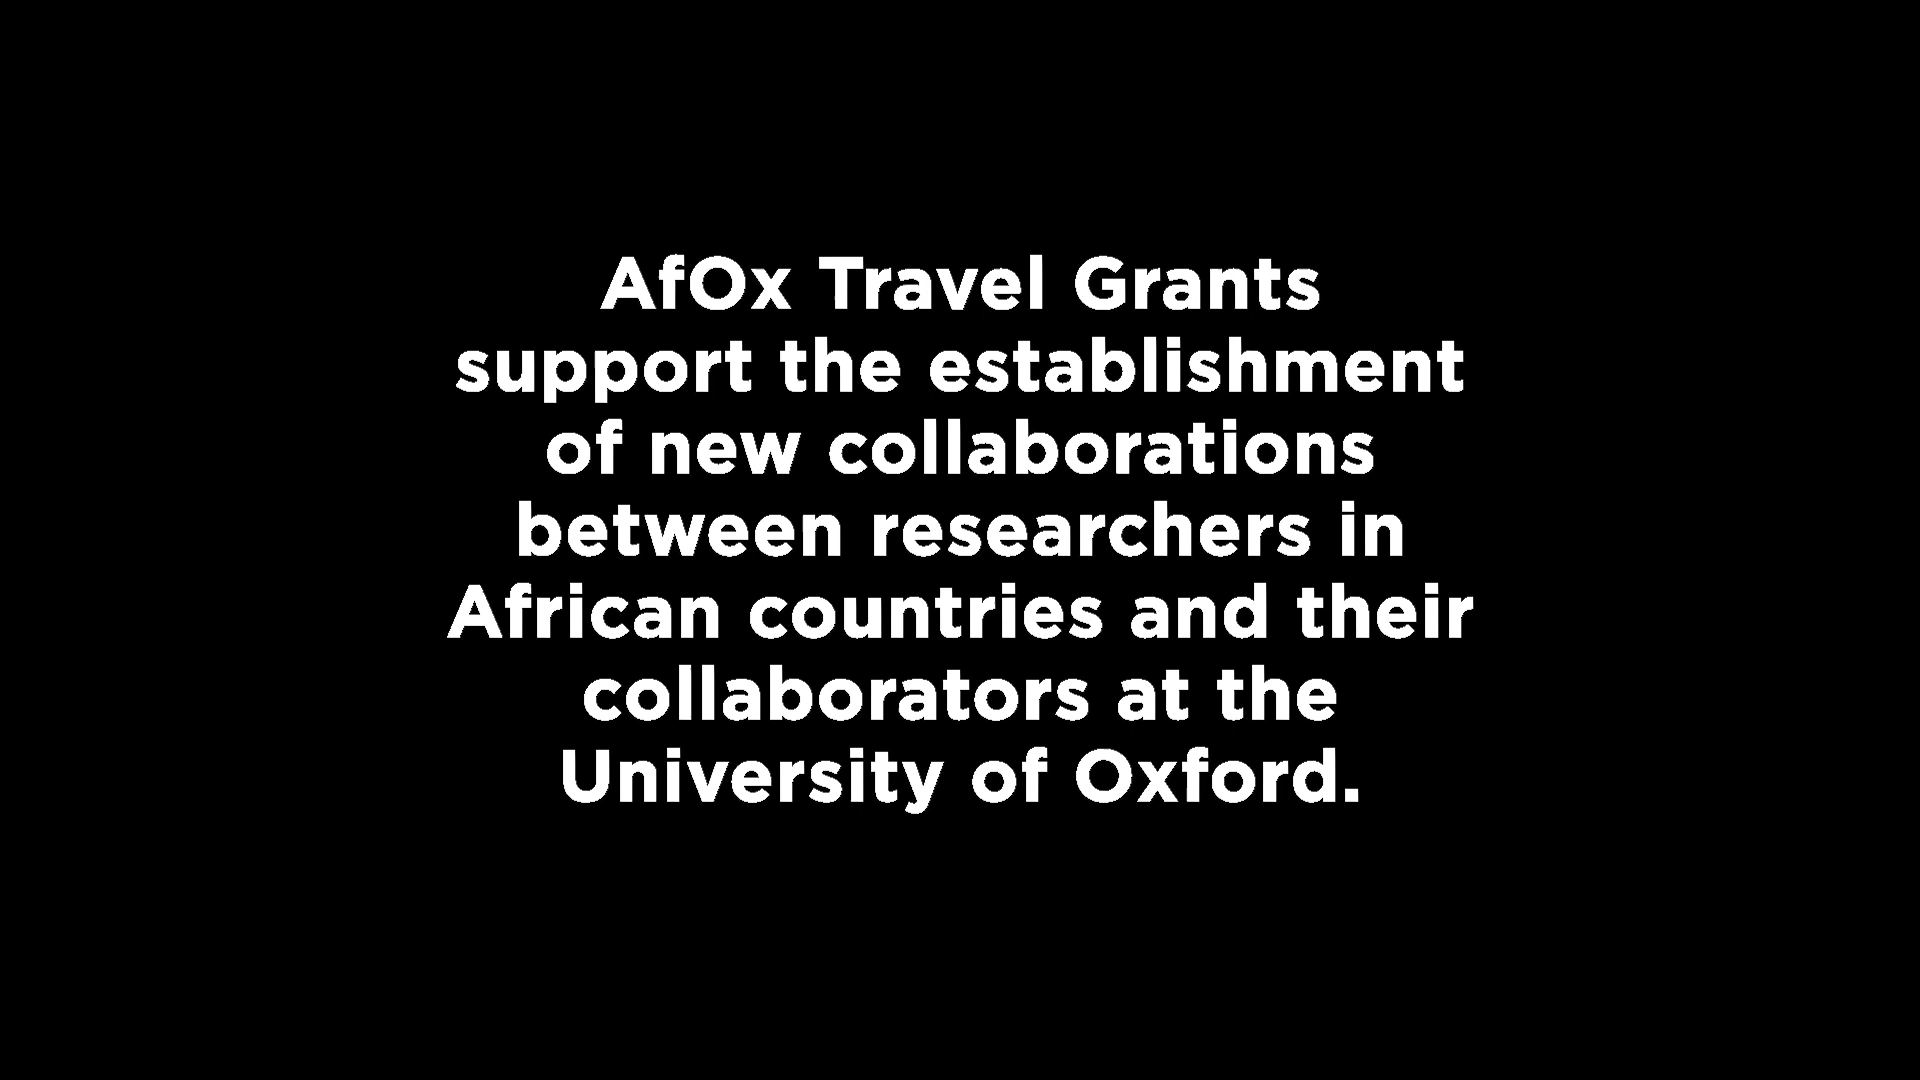 AfOx Travel Grants
support the establishment
of new collaborations
between researchers in
African countries and their
collaborators at the
University of Oxford.